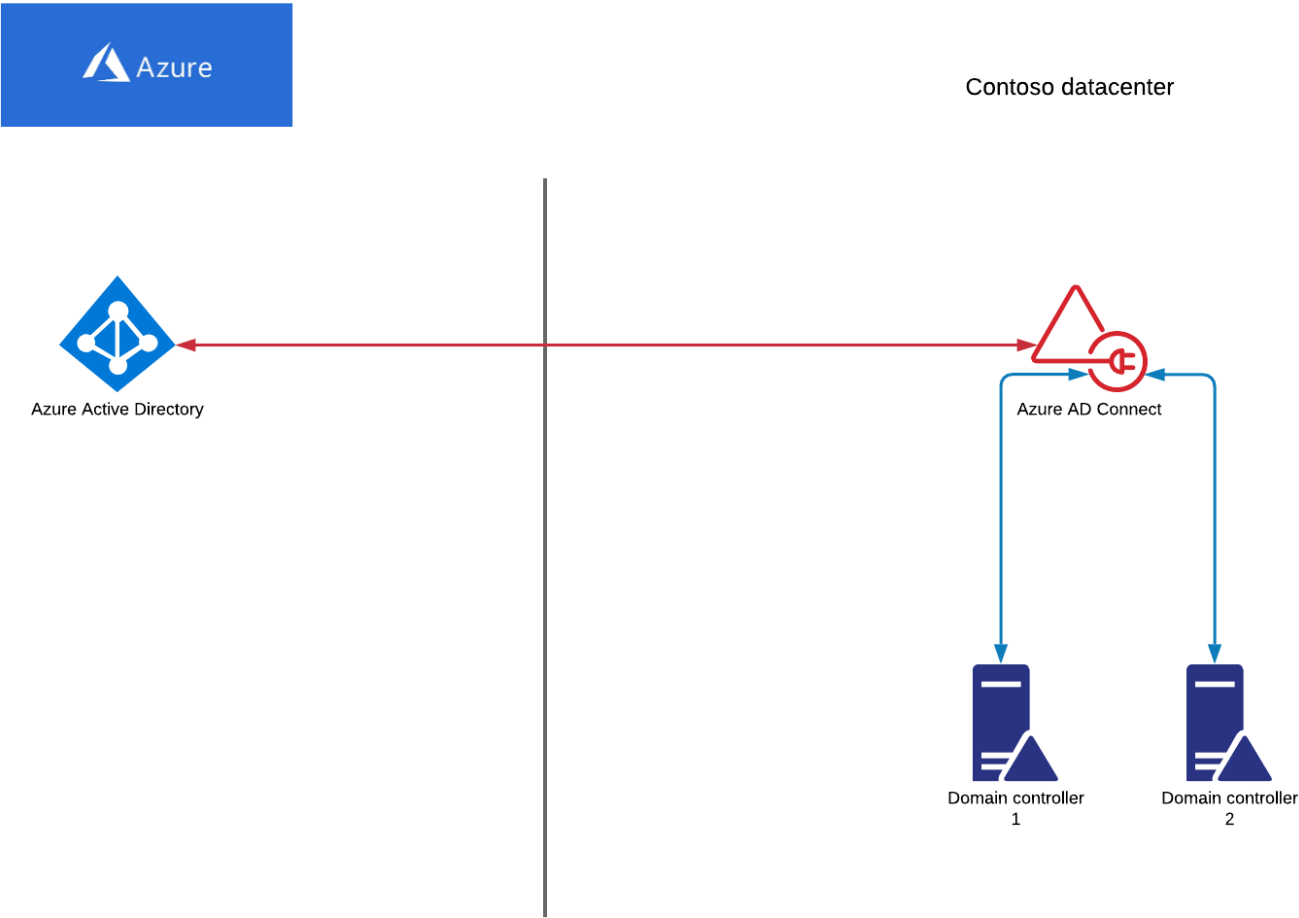 Azure
Contoso datacenter
Azure Active Directory
Azure AD Connect
Domain controller
1
Domain controller
2